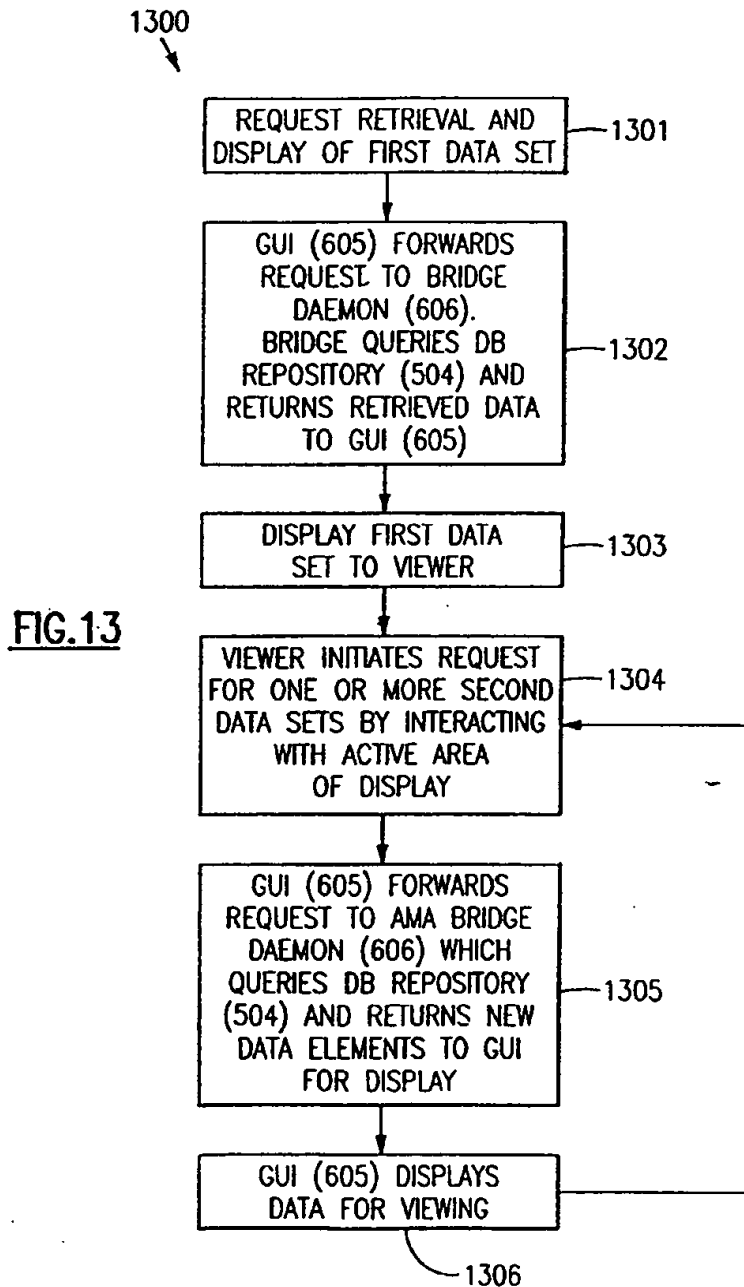 1300
REQUEST RETRIEVAL AND
DISPLAY OF FIRST DATA SET
1301
GUI (605) FORWARDS
REQUEST TO BRIDGE
DAEMON (606).
BRIDGE QUERIES DB
REPOSITORY (504) AND
RETURNS RETRIEVED DATA
TO GUI (605)
1302
DISPLAY FIRST DATA
SET TO VIEWER
1303
FIG.13
VIEWER INITIATES REQUEST
FOR ONE OR MORE SECOND
DATA SETS BY INTERACTING
WITH ACTIVE AREA
OF DISPLAY
1304
GUI (605) FORWARDS
REQUEST TO AMA BRIDGE
DAEMON (606) WHICH
QUERIES DB REPOSITORY
(504) AND RETURNS NEW
DATA ELEMENTS TO GUI
FOR DISPLAY
1305
GUI (605) DISPLAYS
DATA FOR VIEWING
1306